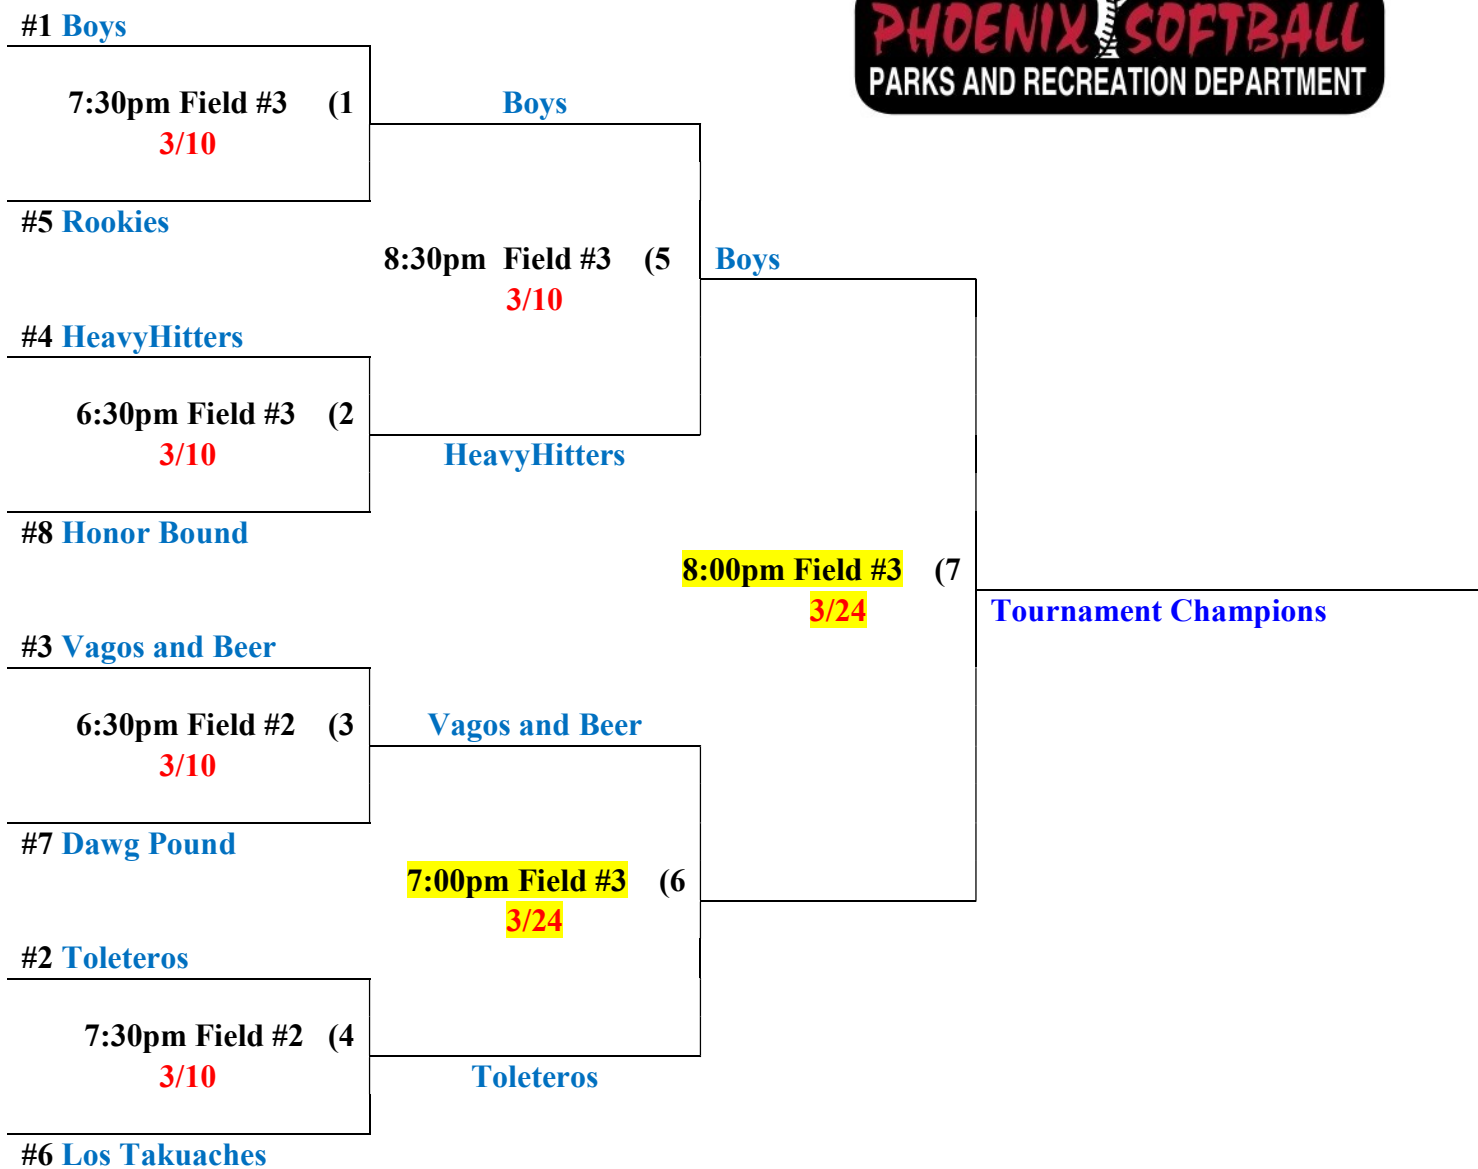 PHOENIX SOFTBALL
PARKS AND RECREATION DEPARTMENT
#1 Boys
7:30pm Field #3 (1
3/10
Boys
#5 Rookies
8:30pm Field #3 (5
3/10
Boys
#4 HeavyHitters
6:30pm Field #3 (2
3/10
HeavyHitters
#8 Honor Bound
8:00pm Field #3 (7
3/24
Tournament Champions
#3 Vagos and Beer
6:30pm Field #2 (3
3/10
Vagos and Beer
#7 Dawg Pound
7:00pm Field #3 (6
3/24
#2 Toleteros
7:30pm Field #2 (4
3/10
Toleteros
#6 Los Takuaches